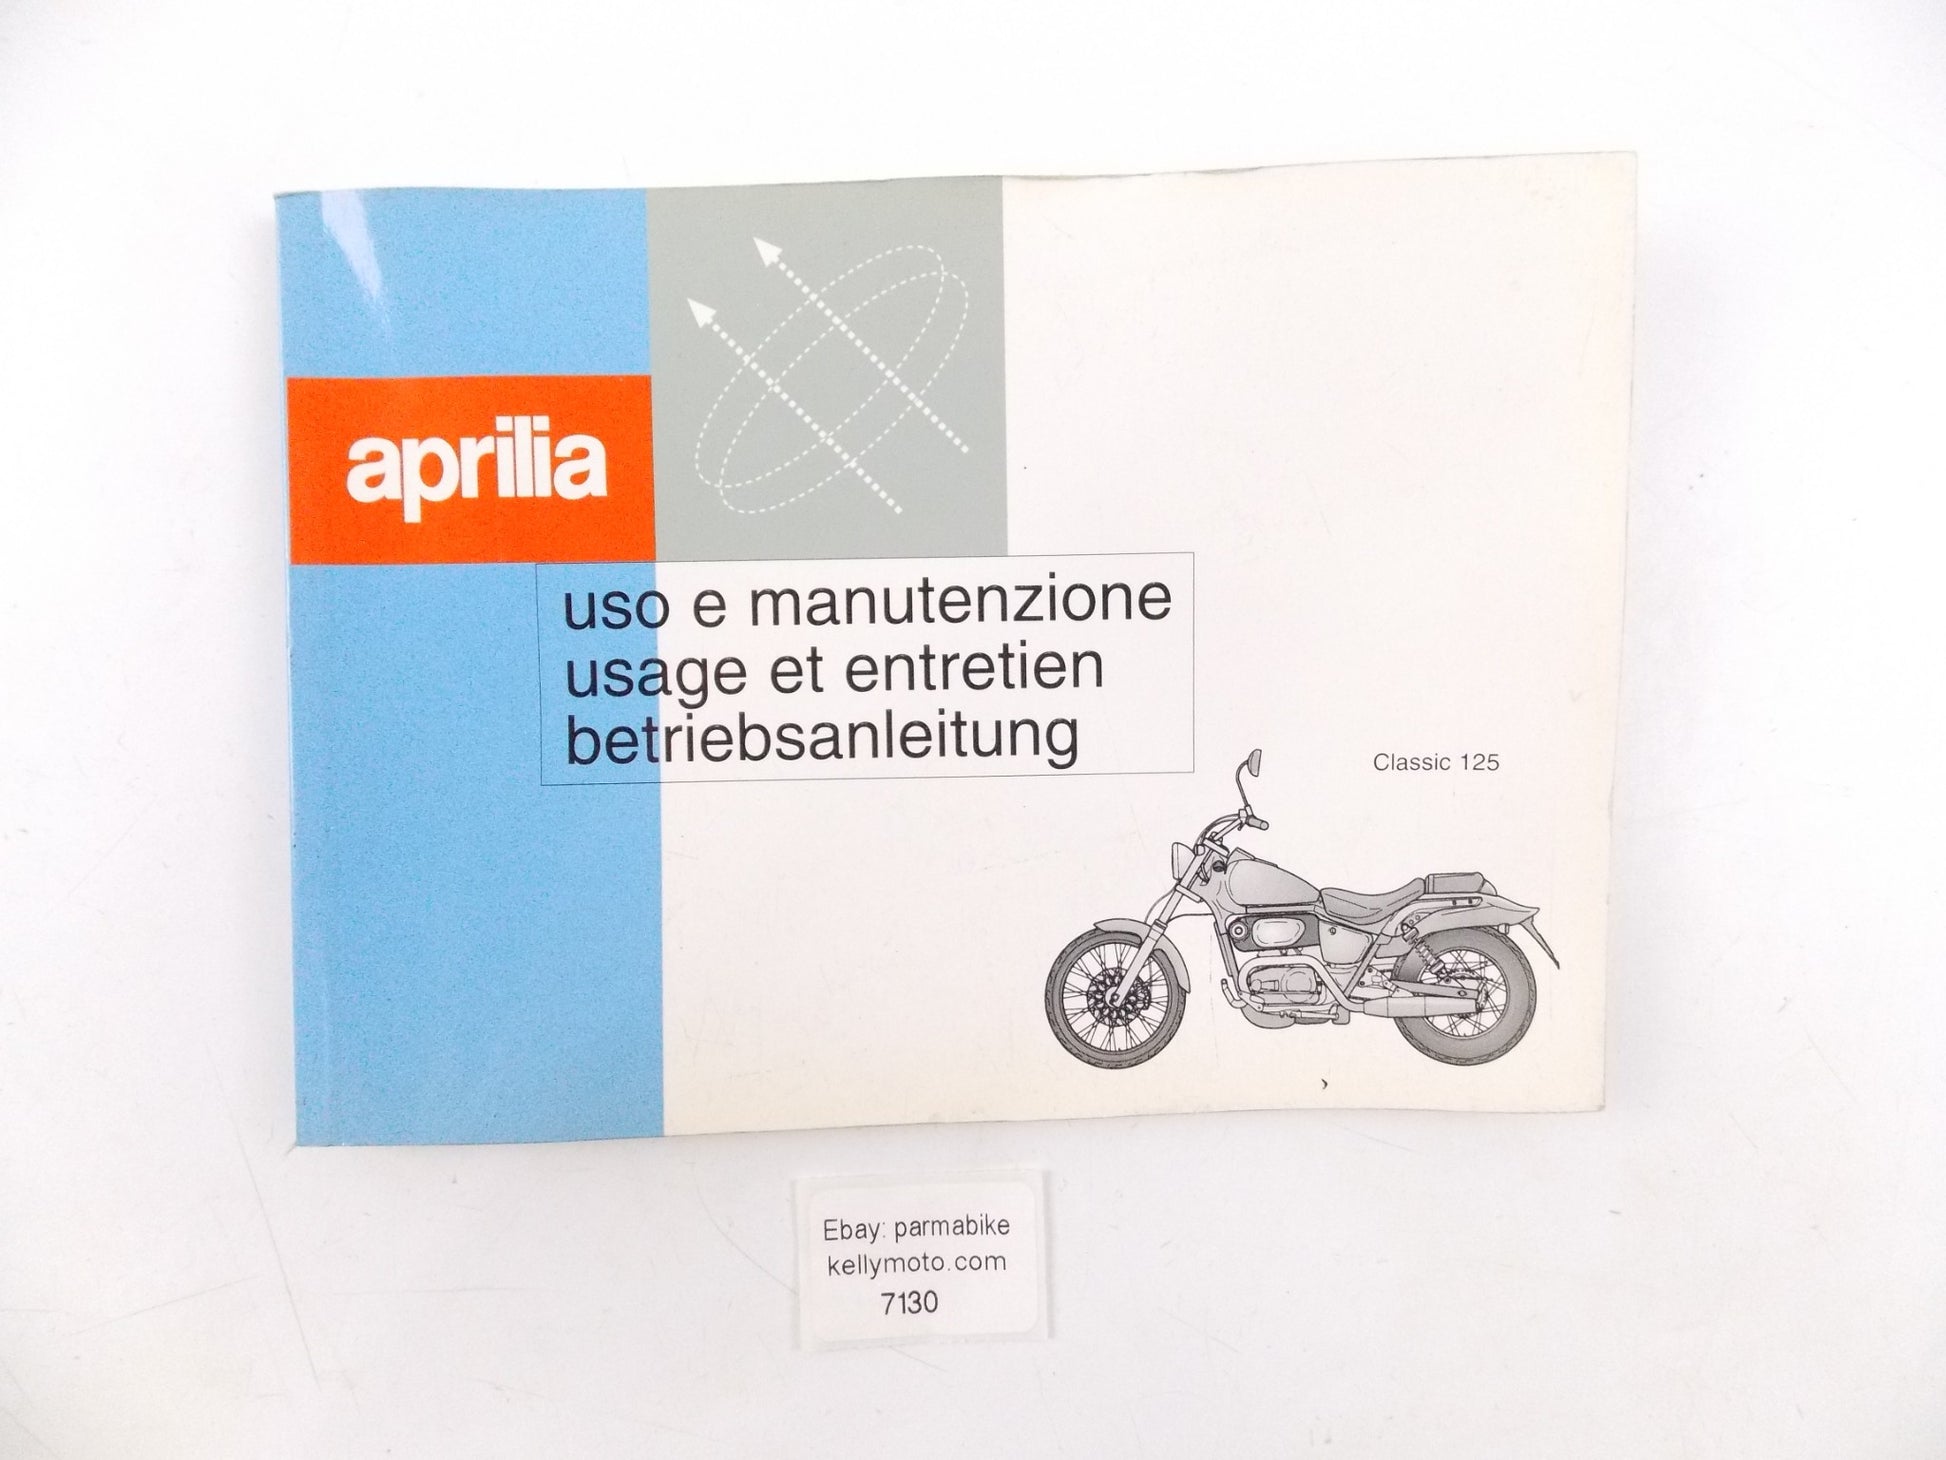 aprilia
uso e manutenzione
usage et entretien
betriebsanleitung
Classic 125
Ebay: parmabike
kellymoto.com
7130